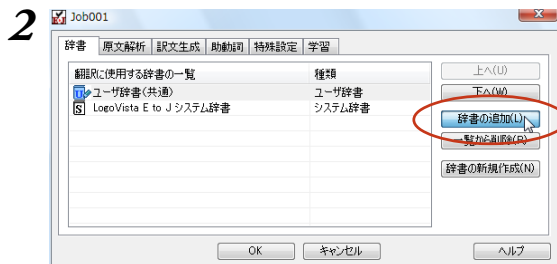 2
Job001
辞書 原文解析 訳文生成 助動詞 特殊設定 学習
翻訳に使用する辞書の一覧 種類
ユーザ辞書(共通) ユーザ辞書
LogoVista E to J システム辞書 システム辞書
上へ(U)
下へ(W)
辞書の追加(L)
一覧から削除(R)
辞書の新規作成(N)
OK キャンセル ヘルプ